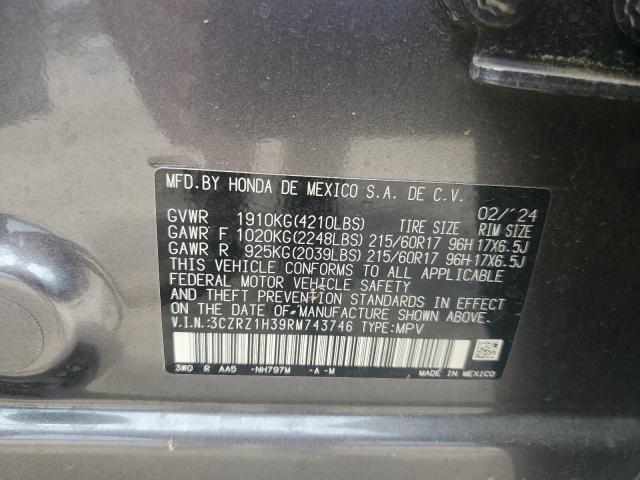 MFD.BY HONDA DE MEXICO S.A. DE C.V.
02/'24
GVWR 1910KG(4210LBS) TIRE SIZE RIM SIZE
GAWR F 1020KG(2248LBS) 215/60R17 96H 17X6.5J
GAWR R 925KG(2039LBS) 215/60R17 96H 17X6.5J
THIS VEHICLE CONFORMS TO ALL APPLICABLE
FEDERAL MOTOR VEHICLE SAFETY
AND THEFT PREVENTION STANDARDS IN EFFECT
ON THE DATE OF MANUFACTURE SHOWN ABOVE.
V.I.N.:3CZRZ1H39RM743746 TYPE:MPV
3W0 R AA5 -NH797M -A -M MADE IN MEXICO